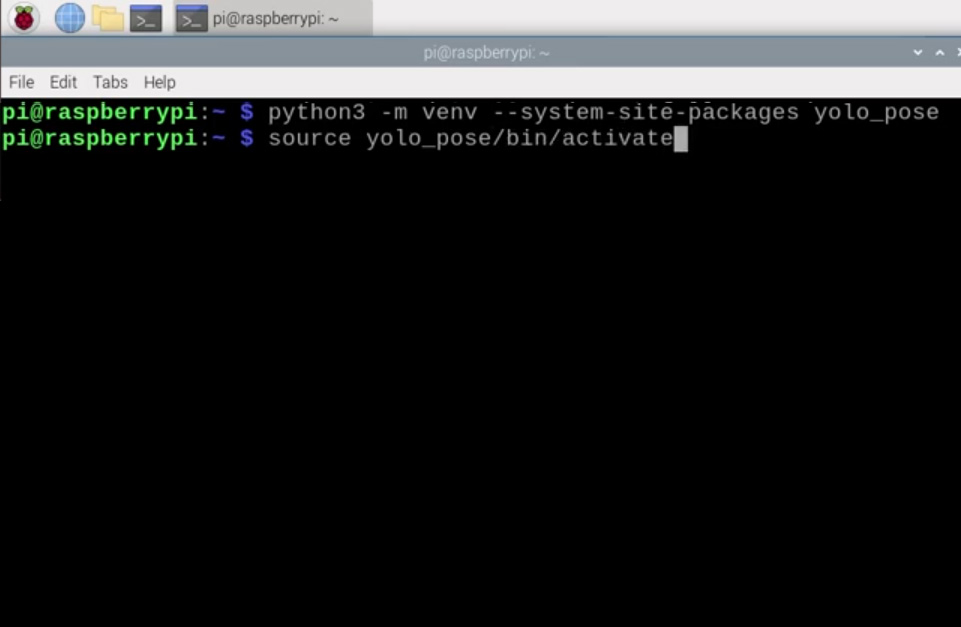 pi@raspberrypi: ~
pi@raspberrypi: ~
File Edit Tabs Help
pi@raspberrypi:~ $ python3 -m venv --system-site-packages yolo_pose
pi@raspberrypi:~ $ source yolo_pose/bin/activate